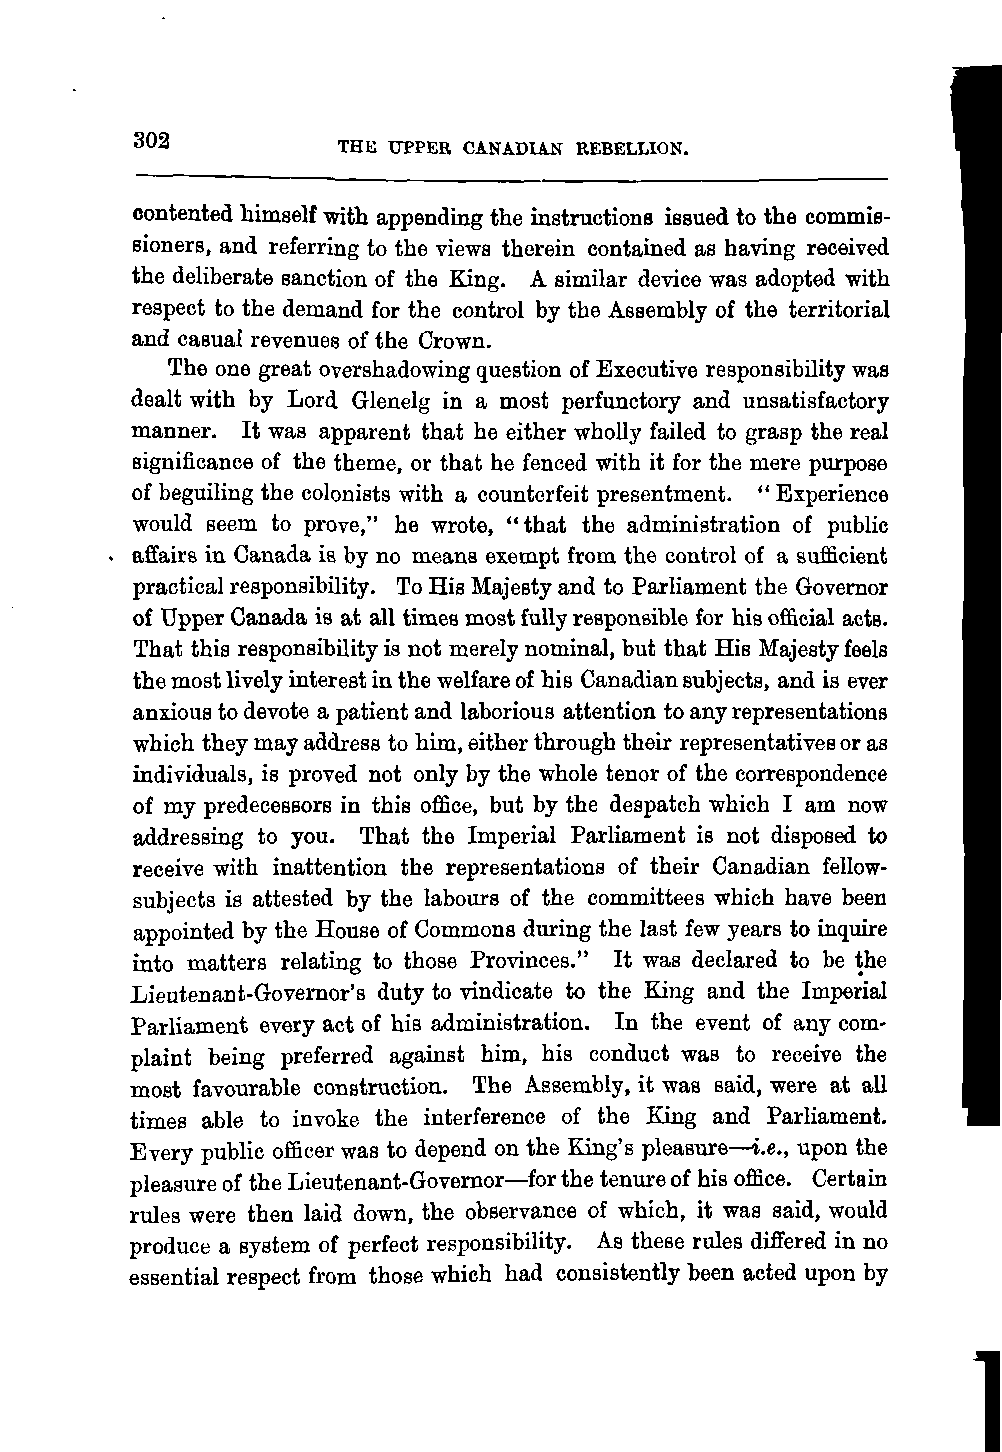 302
THE UPPER CANADIAN REBELLION.
contented himself with appending the instructions issued to the commis-
sioners, and referring to the views therein contained as having received
the deliberate sanction of the King. A similar device was adopted with
respect to the demand for the control by the Assembly of the territorial
and casual revenues of the Crown.
The one great overshadowing question of Executive responsibility was
dealt with by Lord Glenelg in a most perfunctory and unsatisfactory
manner. It was apparent that he either wholly failed to grasp the real
significance of the theme, or that he fenced with it for the mere purpose
of beguiling the colonists with a counterfeit presentment. "Experience
would seem to prove," he wrote, "that the administration of public
affairs in Canada is by no means exempt from the control of a sufficient
practical responsibility. To His Majesty and to Parliament the Governor
of Upper Canada is at all times most fully responsible for his official acts.
That this responsibility is not merely nominal, but that His Majesty feels
the most lively interest in the welfare of his Canadian subjects, and is ever
anxious to devote a patient and laborious attention to any representations
which they may address to him, either through their representatives or as
individuals, is proved not only by the whole tenor of the correspondence
of my predecessors in this office, but by the despatch which I am now
addressing to you. That the Imperial Parliament is not disposed to
receive with inattention the representations of their Canadian fellow-
subjects is attested by the labours of the committees which have been
appointed by the House of Commons during the last few years to inquire
into matters relating to those Provinces." It was declared to be the
Lieutenant-Governor's duty to vindicate to the King and the Imperial
Parliament every act of his administration. In the event of any com-
plaint being preferred against him, his conduct was to receive the
most favourable construction. The Assembly, it was said, were at all
times able to invoke the interference of the King and Parliament.
Every public officer was to depend on the King's pleasure—i.e., upon the
pleasure of the Lieutenant-Governor—for the tenure of his office. Certain
rules were then laid down, the observance of which, it was said, would
produce a system of perfect responsibility. As these rules differed in no
essential respect from those which had consistently been acted upon by